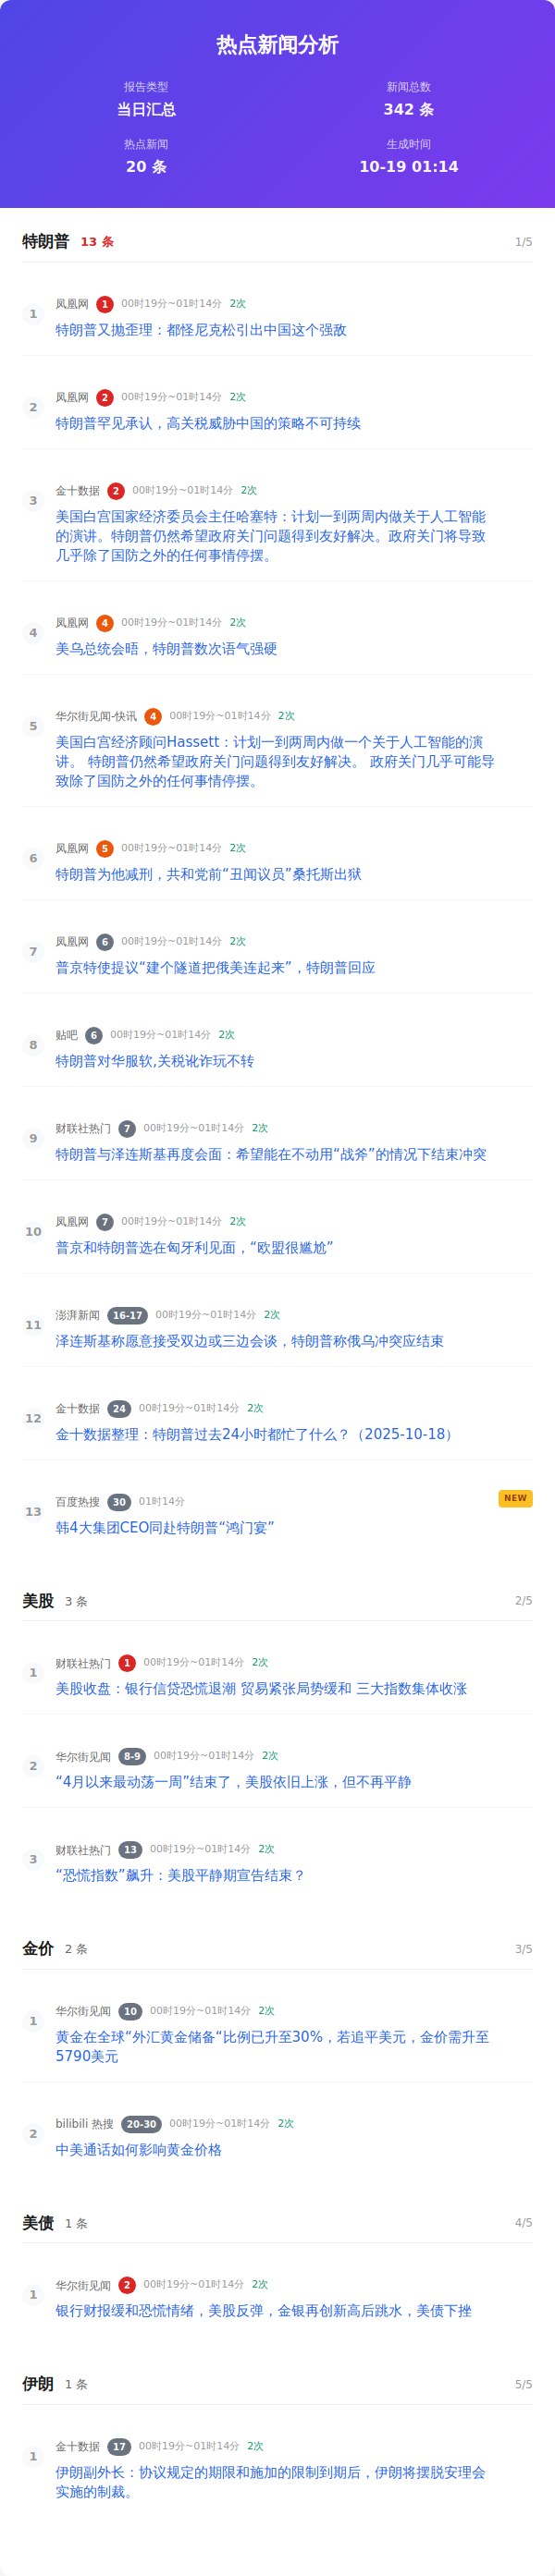 热点新闻分析
报告类型
新闻总数
当日汇总
342 条
热点新闻
生成时间
20 条
10-19 01:14
特朗普 13 条 1/5
1 凤凰网 1 00时19分~01时14分 2次
特朗普又抛歪理：都怪尼克松引出中国这个强敌
2 凤凰网 2 00时19分~01时14分 2次
特朗普罕见承认，高关税威胁中国的策略不可持续
3 金十数据 2 00时19分~01时14分 2次
美国白宫国家经济委员会主任哈塞特：计划一到两周内做关于人工智能
的演讲。特朗普仍然希望政府关门问题得到友好解决。政府关门将导致
几乎除了国防之外的任何事情停摆。
4 凤凰网 4 00时19分~01时14分 2次
美乌总统会晤，特朗普数次语气强硬
5 华尔街见闻-快讯 4 00时19分~01时14分 2次
美国白宫经济顾问Hassett：计划一到两周内做一个关于人工智能的演
讲。 特朗普仍然希望政府关门问题得到友好解决。 政府关门几乎可能导
致除了国防之外的任何事情停摆。
6 凤凰网 5 00时19分~01时14分 2次
特朗普为他减刑，共和党前“丑闻议员”桑托斯出狱
7 凤凰网 6 00时19分~01时14分 2次
普京特使提议“建个隧道把俄美连起来”，特朗普回应
8 贴吧 6 00时19分~01时14分 2次
特朗普对华服软,关税讹诈玩不转
9 财联社热门 7 00时19分~01时14分 2次
特朗普与泽连斯基再度会面：希望能在不动用“战斧”的情况下结束冲突
10 凤凰网 7 00时19分~01时14分 2次
普京和特朗普选在匈牙利见面，“欧盟很尴尬”
11 澎湃新闻 16-17 00时19分~01时14分 2次
泽连斯基称愿意接受双边或三边会谈，特朗普称俄乌冲突应结束
12 金十数据 24 00时19分~01时14分 2次
金十数据整理：特朗普过去24小时都忙了什么？（2025-10-18）
13 百度热搜 30 01时14分 NEW
韩4大集团CEO同赴特朗普“鸿门宴”
美股 3 条 2/5
1 财联社热门 1 00时19分~01时14分 2次
美股收盘：银行信贷恐慌退潮 贸易紧张局势缓和 三大指数集体收涨
2 华尔街见闻 8-9 00时19分~01时14分 2次
“4月以来最动荡一周”结束了，美股依旧上涨，但不再平静
3 财联社热门 13 00时19分~01时14分 2次
“恐慌指数”飙升：美股平静期宣告结束？
金价 2 条 3/5
1 华尔街见闻 10 00时19分~01时14分 2次
黄金在全球“外汇黄金储备“比例已升至30%，若追平美元，金价需升至
5790美元
2 bilibili 热搜 20-30 00时19分~01时14分 2次
中美通话如何影响黄金价格
美债 1 条 4/5
1 华尔街见闻 2 00时19分~01时14分 2次
银行财报缓和恐慌情绪，美股反弹，金银再创新高后跳水，美债下挫
伊朗 1 条 5/5
1 金十数据 17 00时19分~01时14分 2次
伊朗副外长：协议规定的期限和施加的限制到期后，伊朗将摆脱安理会
实施的制裁。